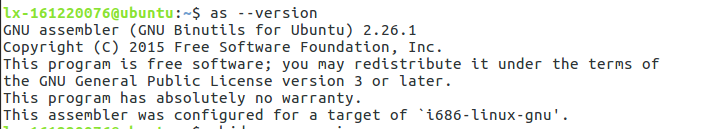 lx-161220076@ubuntu:~$ as --version
GNU assembler (GNU Binutils for Ubuntu) 2.26.1
Copyright (C) 2015 Free Software Foundation, Inc.
This program is free software; you may redistribute it under the terms of
the GNU General Public License version 3 or later.
This program has absolutely no warranty.
This assembler was configured for a target of `i686-linux-gnu'.